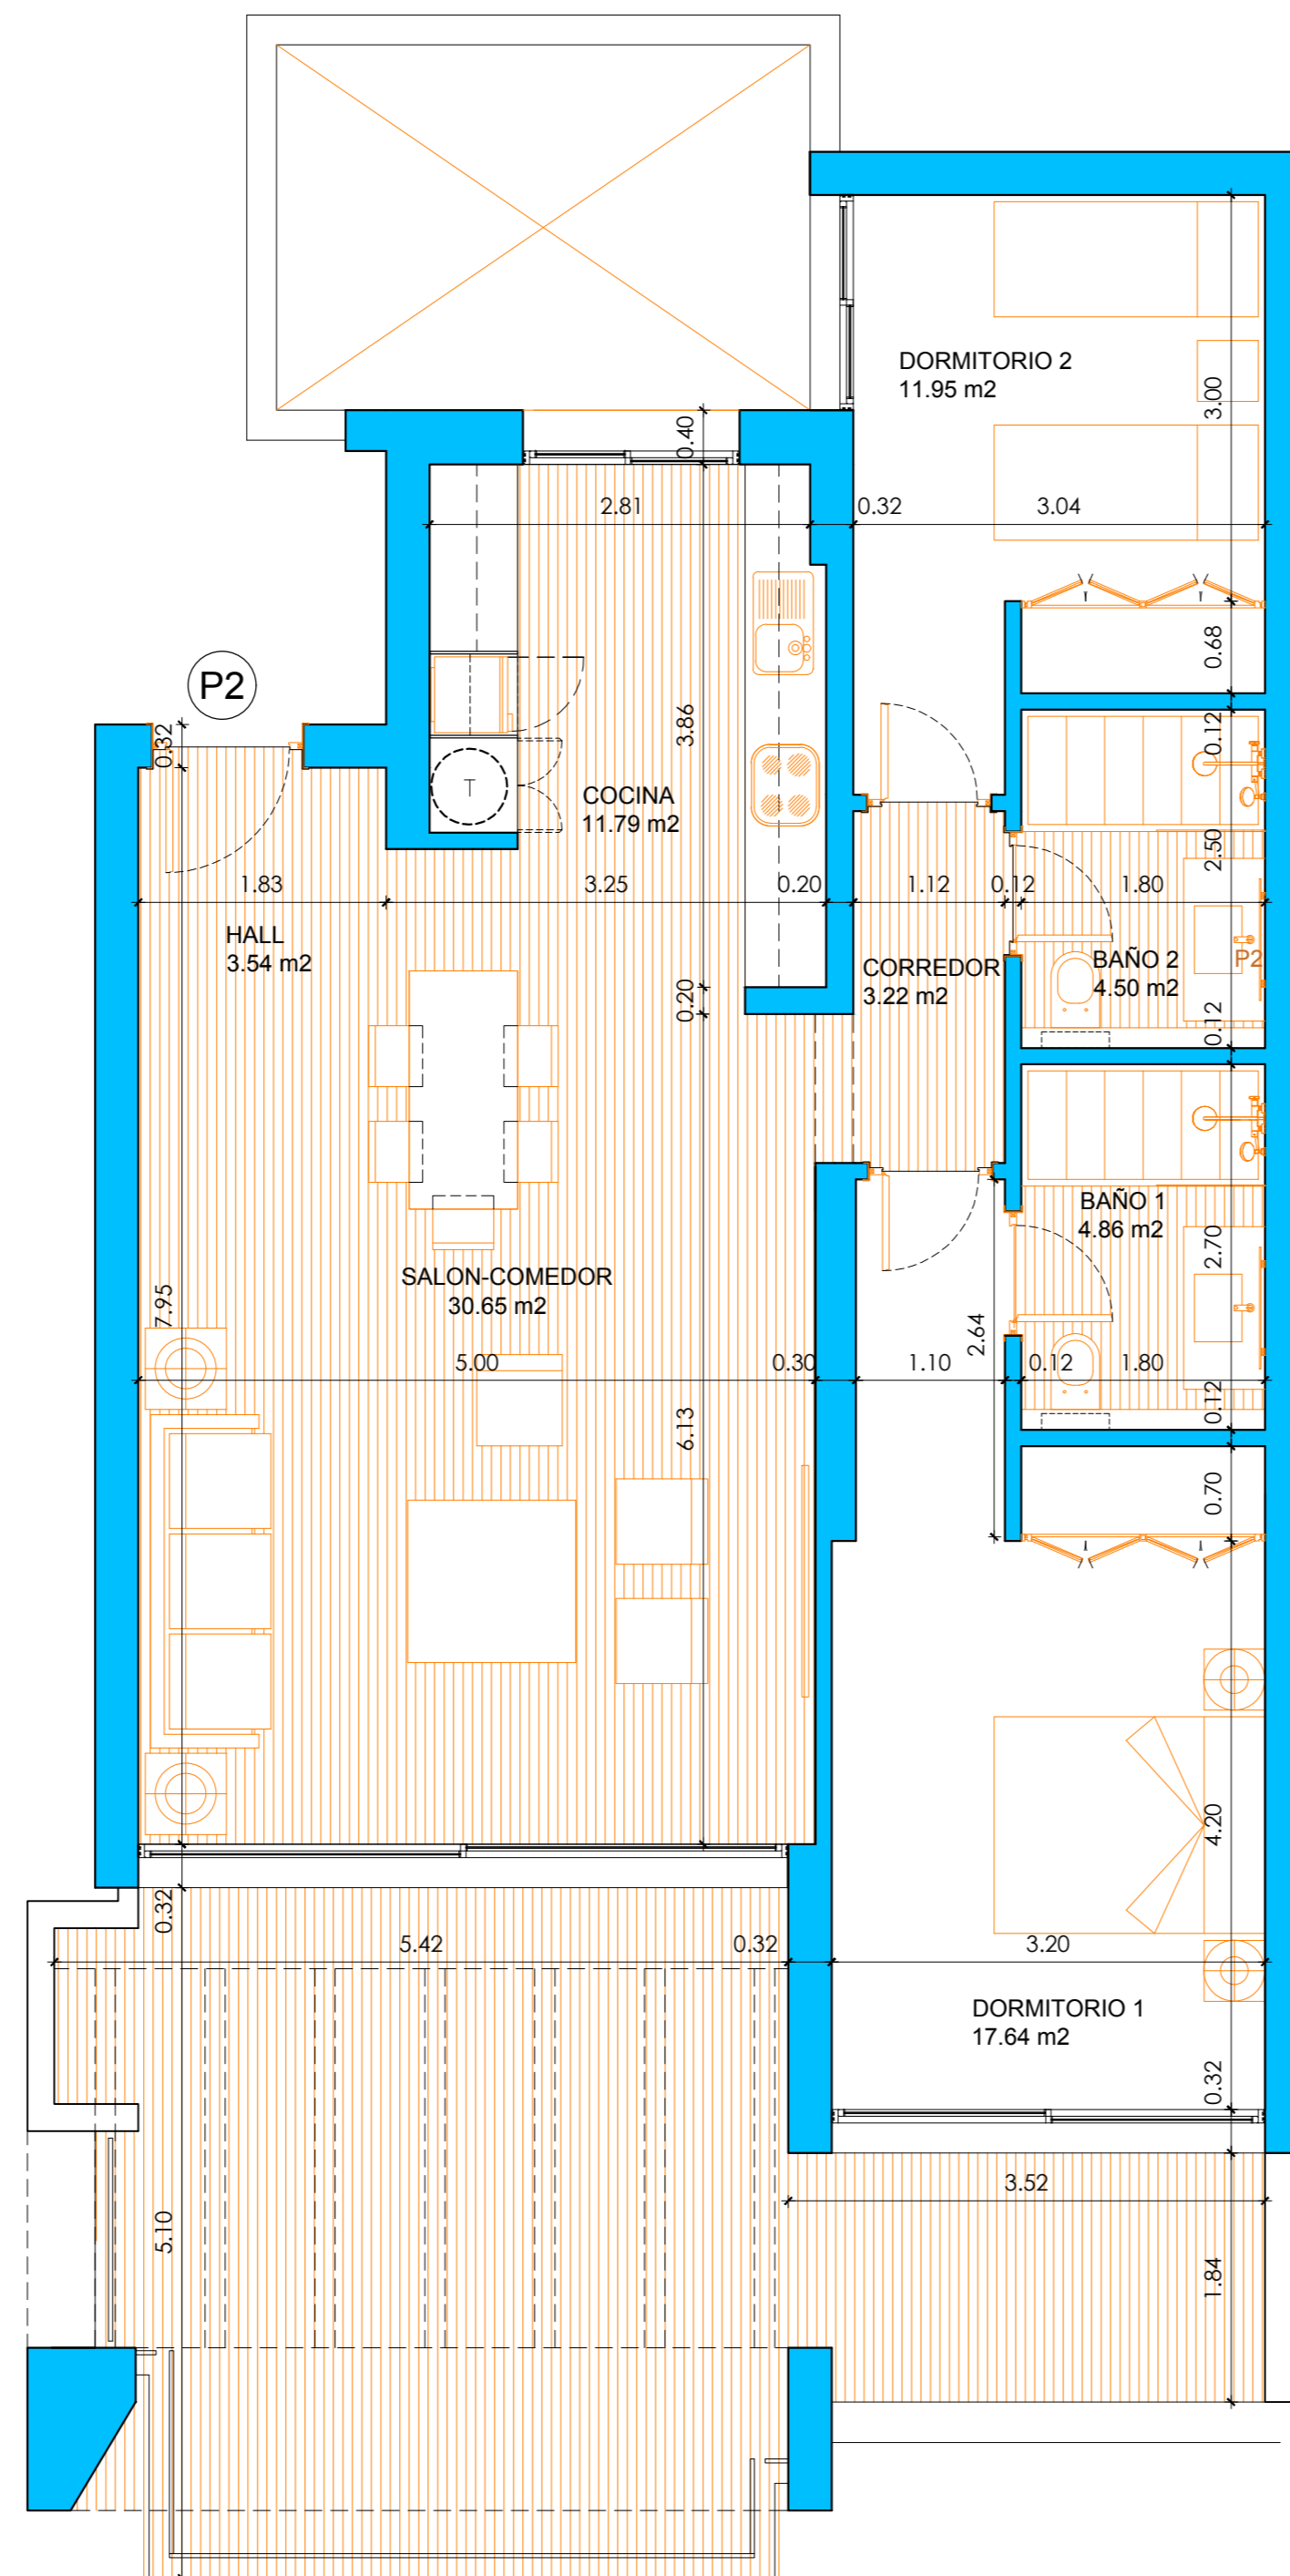 DORMITORIO 2
11.95 m2
3.00
0.40
2.81
0.32
3.04
0.68
P2
0.32
3.86
0.12
T
COCINA
11.79 m2
2.50
1.83
3.25
0.20
1.12
0.12
1.80
HALL
3.54 m2
CORREDOR
3.22 m2
BAÑO 2
4.50 m2
P2
0.20
0.12
BAÑO 1
4.86 m2
2.70
SALON-COMEDOR
30.65 m2
7.95
2.64
5.00
0.30
1.10
0.12
1.80
0.12
6.13
0.70
4.20
0.32
5.42
0.32
3.20
DORMITORIO 1
17.64 m2
0.32
3.52
5.10
1.84